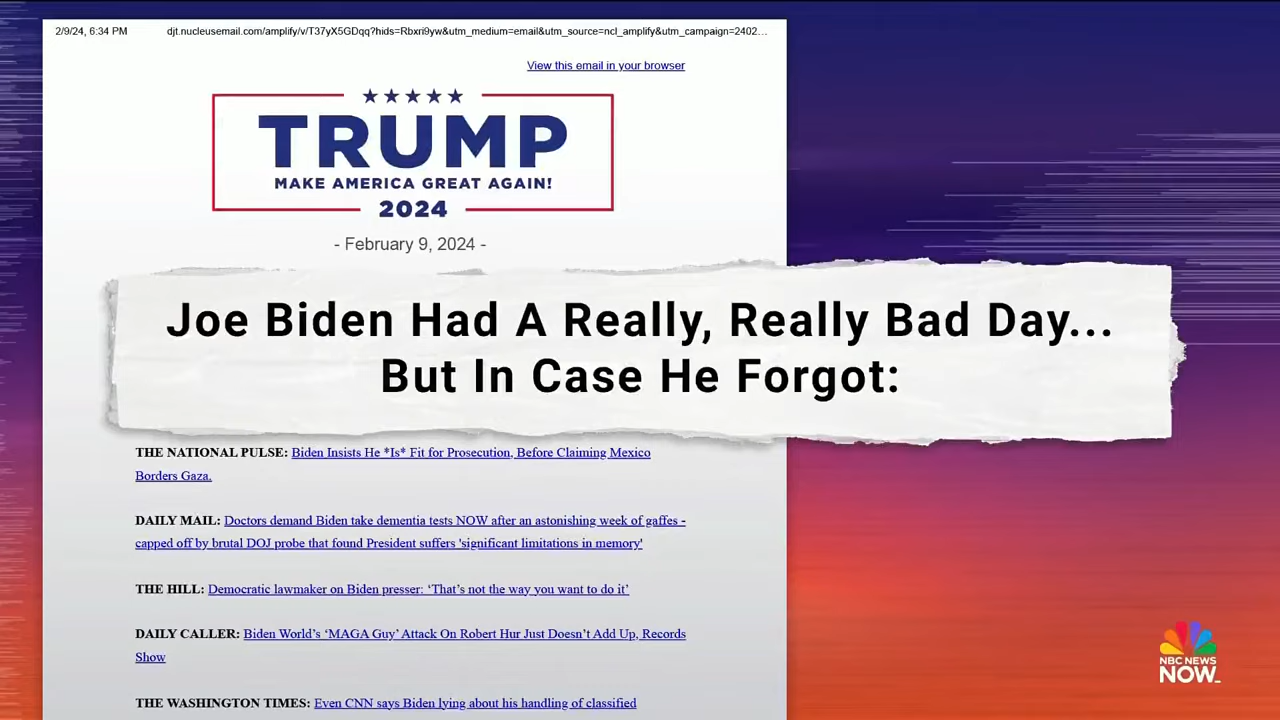 2/9/24, 6:34 PM
djt.nucleusemail.com/amplify/v/T37yX5GDqq?hids=Rbxri9yw&utm_medium=email&utm_source=ncl_amplify&utm_campaign=2402…
View this email in your browser
TRUMP
MAKE AMERICA GREAT AGAIN!
2024
- February 9, 2024 -
Joe Biden Had A Really, Really Bad Day...
But In Case He Forgot:
THE NATIONAL PULSE: Biden Insists He *Is* Fit for Prosecution, Before Claiming Mexico
Borders Gaza.
DAILY MAIL: Doctors demand Biden take dementia tests NOW after an astonishing week of gaffes -
capped off by brutal DOJ probe that found President suffers 'significant limitations in memory'
THE HILL: Democratic lawmaker on Biden presser: ‘That’s not the way you want to do it’
DAILY CALLER: Biden World’s ‘MAGA Guy’ Attack On Robert Hur Just Doesn’t Add Up, Records
Show
THE WASHINGTON TIMES: Even CNN says Biden lying about his handling of classified
NBC NEWS
NOW